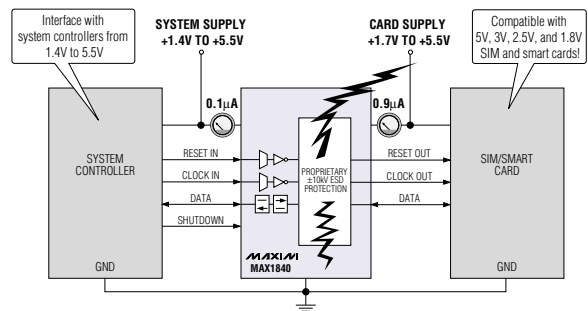 Interface with
system controllers from
1.4V to 5.5V
SYSTEM SUPPLY
+1.4V TO +5.5V
CARD SUPPLY
+1.7V TO +5.5V
Compatible with
5V, 3V, 2.5V, and 1.8V
SIM and smart cards!
0.1μA
0.9μA
SYSTEM
CONTROLLER
RESET IN
CLOCK IN
DATA
SHUTDOWN
GND
PROPRIETARY
±10kV ESD
PROTECTION
MAXIM
MAX1840
RESET OUT
CLOCK OUT
DATA
SIM/SMART
CARD
GND